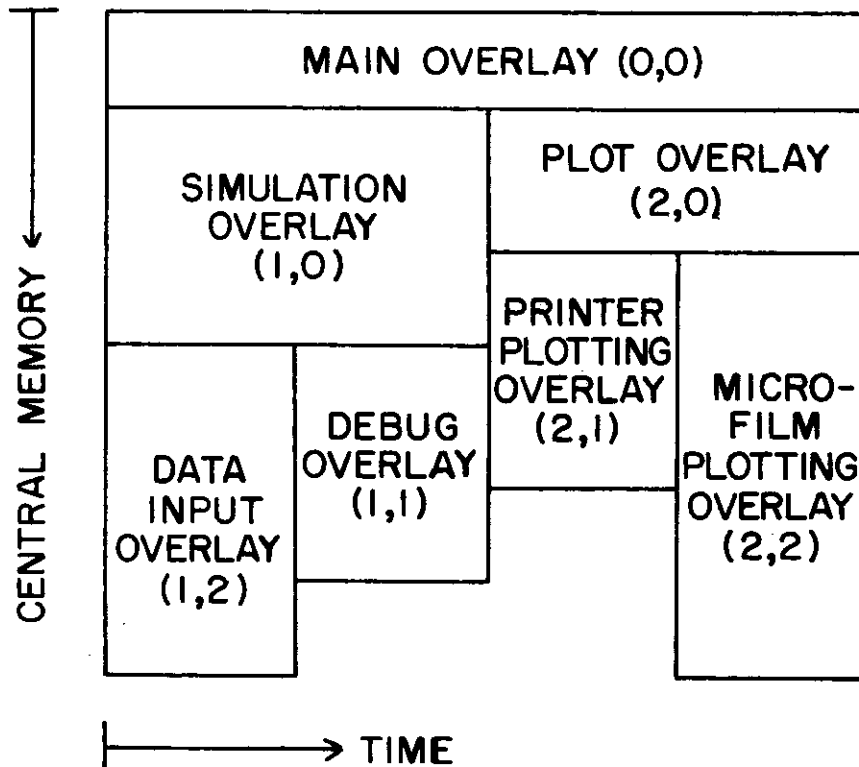 MAIN OVERLAY (0,0)
SIMULATION
OVERLAY
(1,0)
PLOT OVERLAY
(2,0)
DATA
INPUT
OVERLAY
(1,2)
DEBUG
OVERLAY
(1,1)
PRINTER
PLOTTING
OVERLAY
(2,1)
MICRO-
FILM
PLOTTING
OVERLAY
(2,2)
CENTRAL MEMORY
TIME